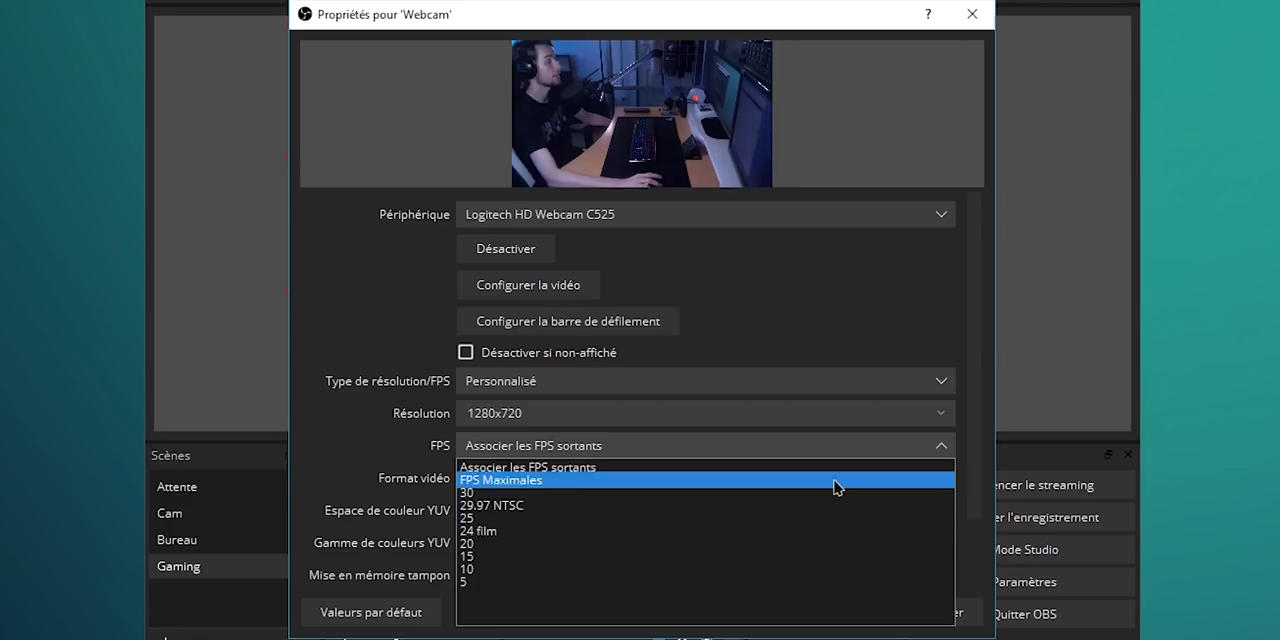 Propriétés pour 'Webcam'
?
Périphérique
Logitech HD Webcam C525
Désactiver
Configurer la vidéo
Configurer la barre de défilement
Désactiver si non-affiché
Type de résolution/FPS
Personnalisé
Résolution
1280x720
FPS
Associer les FPS sortants
Associer les FPS sortants
FPS Maximales
30
29.97 NTSC
25
24 film
20
15
10
5
Format vidéo
Espace de couleur YUV
Gamme de couleurs YUV
Mise en mémoire tampon
Valeurs par défaut
er
Scènes
Attente
Cam
Bureau
Gaming
encer le streaming
er l'enregistrement
Mode Studio
Paramètres
Quitter OBS